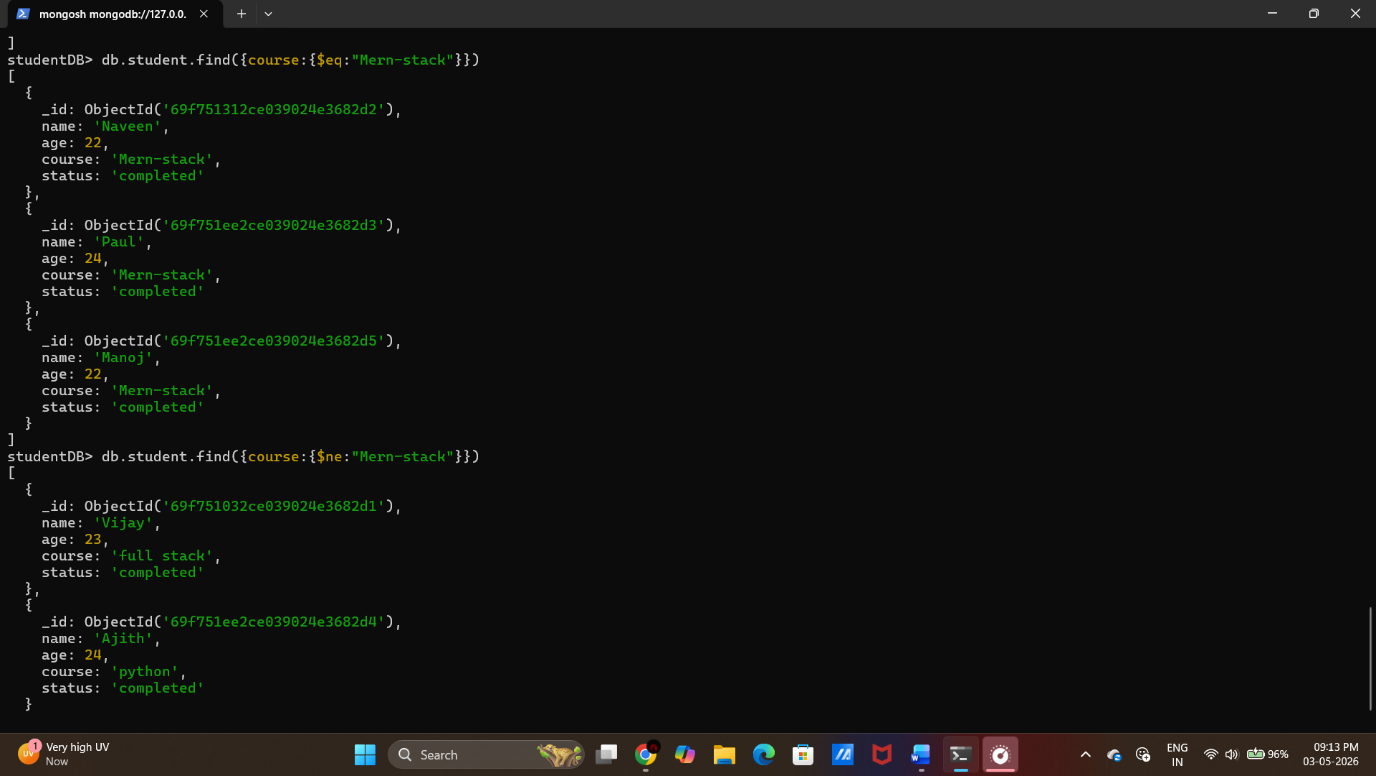 mongosh mongodb://127.0.0.
]
studentDB> db.student.find({course:{$eq:"Mern-stack"}})
[
  {
    _id: ObjectId('69f751312ce039024e3682d2'),
    name: 'Naveen',
    age: 22,
    course: 'Mern-stack',
    status: 'completed'
  },
  {
    _id: ObjectId('69f751ee2ce039024e3682d3'),
    name: 'Paul',
    age: 24,
    course: 'Mern-stack',
    status: 'completed'
  },
  {
    _id: ObjectId('69f751ee2ce039024e3682d5'),
    name: 'Manoj',
    age: 22,
    course: 'Mern-stack',
    status: 'completed'
  }
]
studentDB> db.student.find({course:{$ne:"Mern-stack"}})
[
  {
    _id: ObjectId('69f751032ce039024e3682d1'),
    name: 'Vijay',
    age: 23,
    course: 'full stack',
    status: 'completed'
  },
  {
    _id: ObjectId('69f751ee2ce039024e3682d4'),
    name: 'Ajith',
    age: 24,
    course: 'python',
    status: 'completed'
  }
UV
1
Very high UV
Now
Search
W
ENG
IN
96%
09:13 PM
03-05-2026